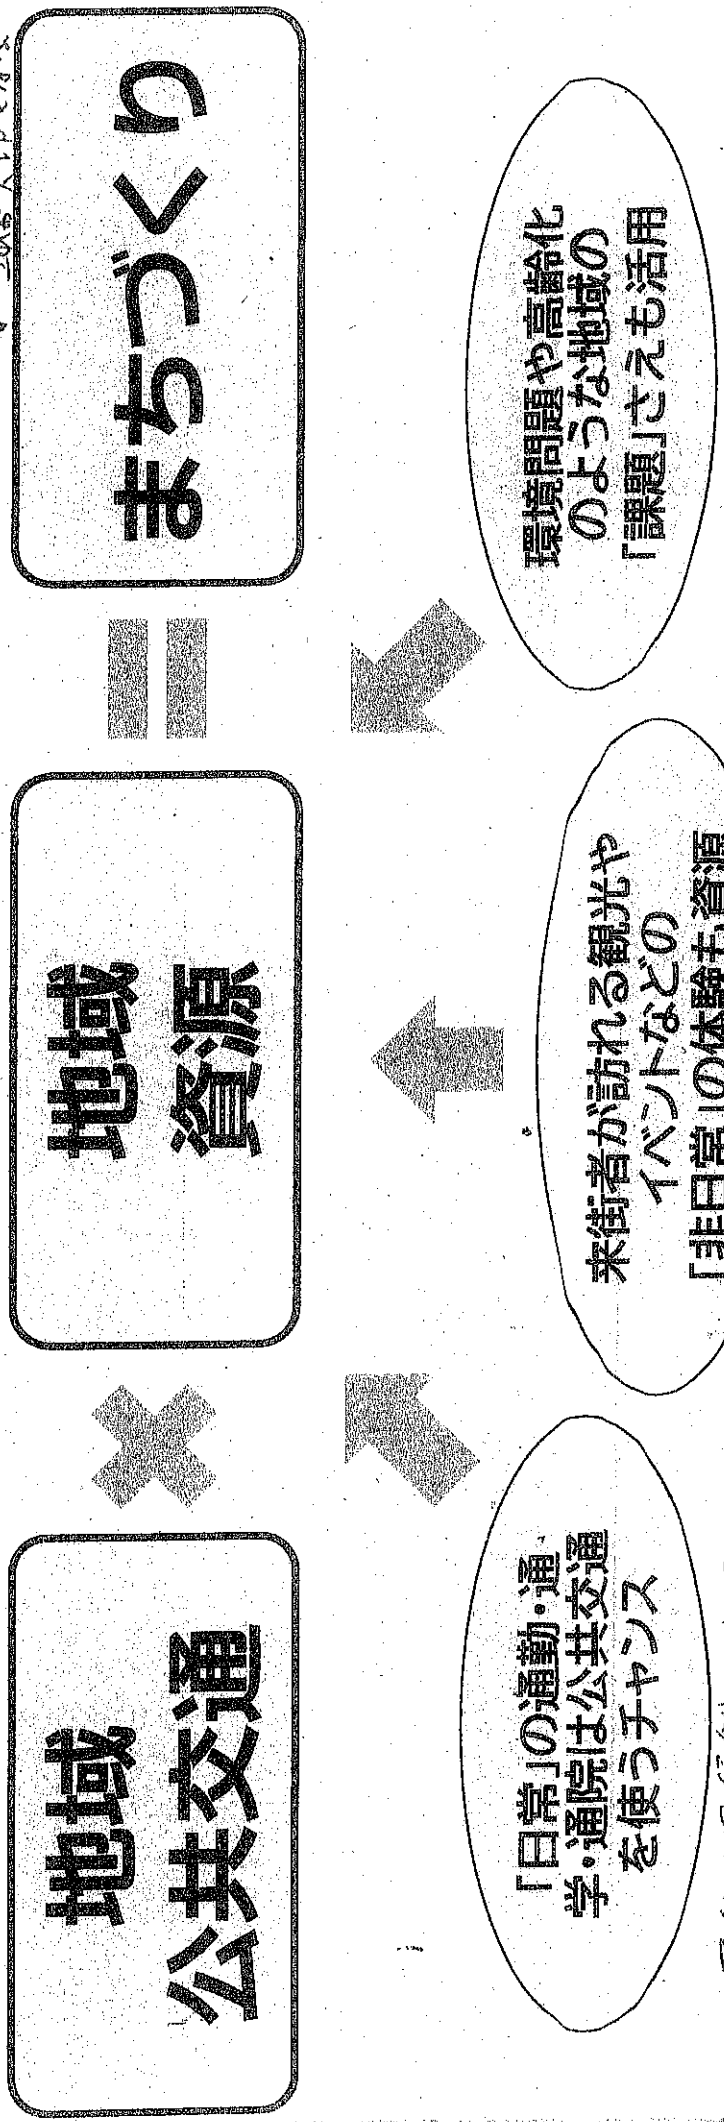 地域
公共交通
×
地域
資源
＝
まちづくり
「日常」の通勤・通
学・通院は公共交通
を使うチャンス
来街者が訪れる観光や
イベントなどの
「非日常」の体験も資源
環境問題や高齢化
のような地域の
「課題」さえも活用